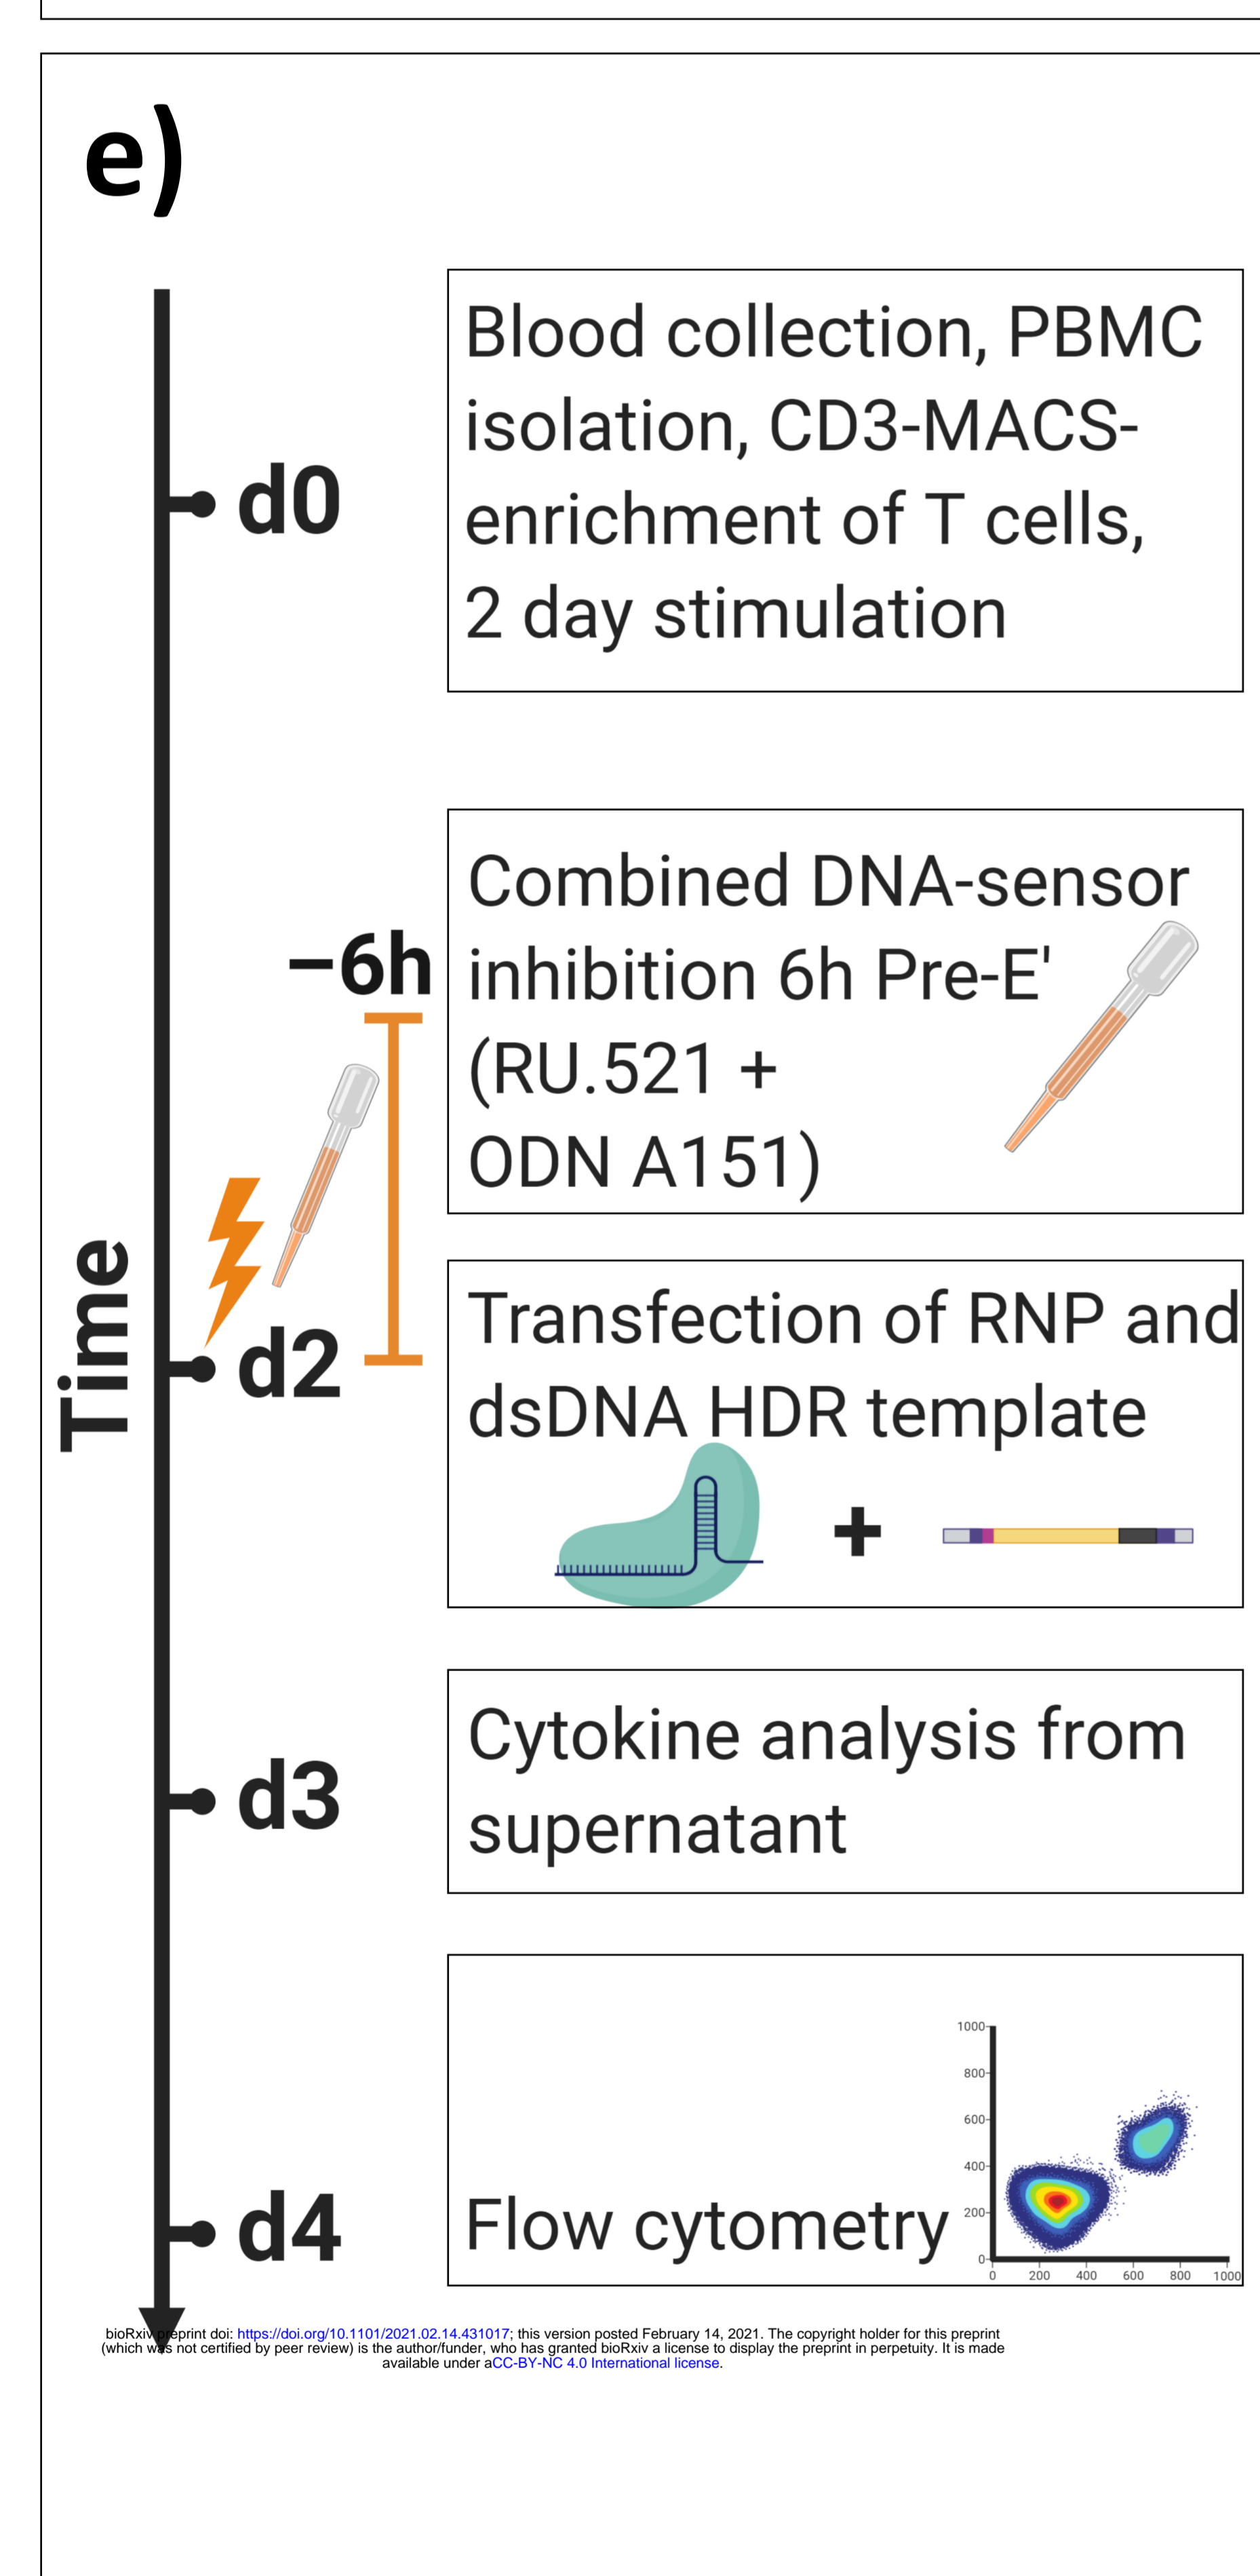 e)
Time
d0
Blood collection, PBMC
isolation, CD3-MACS-
enrichment of T cells,
2 day stimulation
−6h
Combined DNA-sensor
inhibition 6h Pre-E'
(RU.521 +
ODN A151)
d2
Transfection of RNP and
dsDNA HDR template
+
d3
Cytokine analysis from
supernatant
d4
Flow cytometry
1000
800
600
400
200
0
0 200 400 600 800 1000
bioRxiv preprint doi: https://doi.org/10.1101/2021.02.14.431017; this version posted February 14, 2021. The copyright holder for this preprint
(which was not certified by peer review) is the author/funder, who has granted bioRxiv a license to display the preprint in perpetuity. It is made
available under aCC-BY-NC 4.0 International license.